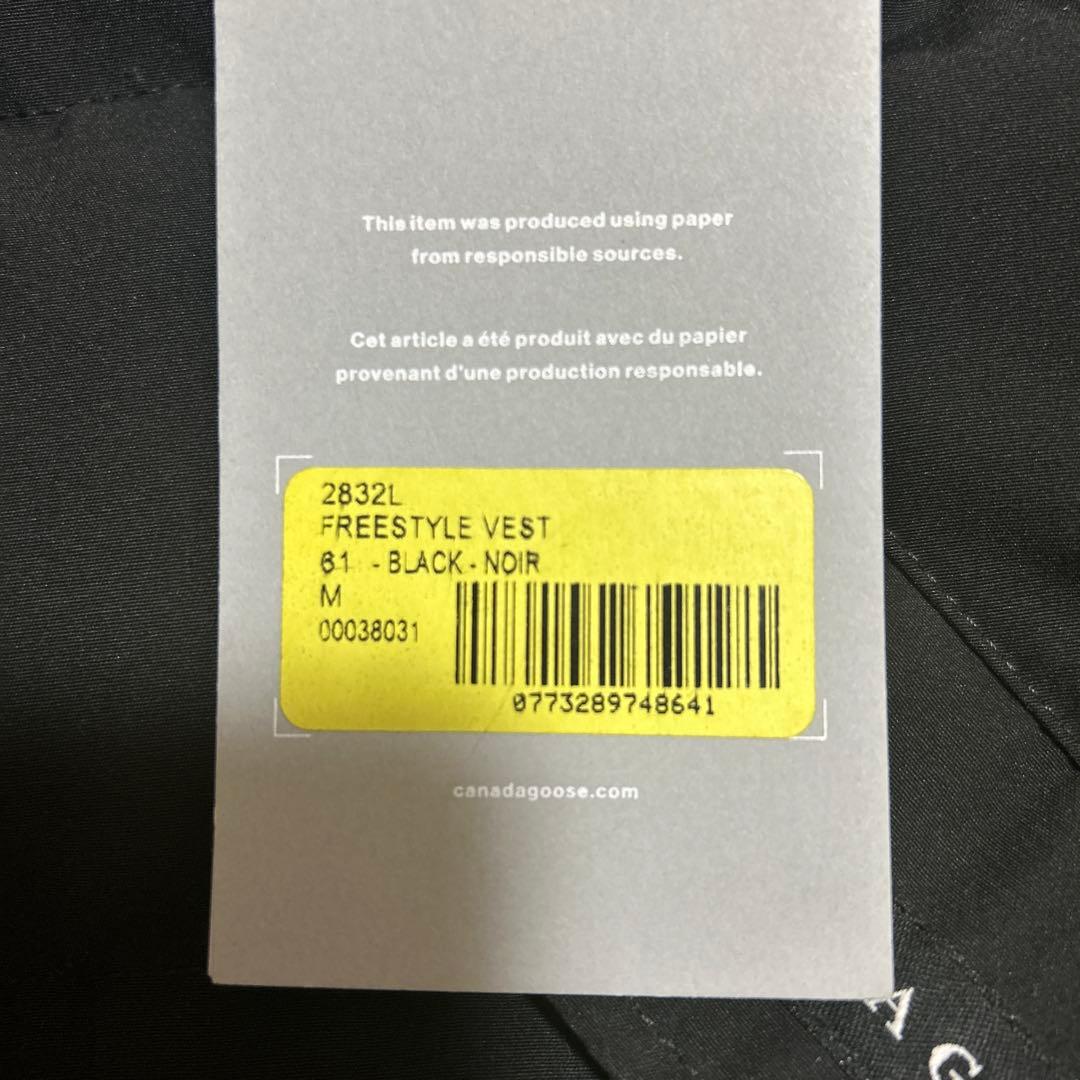 This item was produced using paper
from responsible sources.
Cet article a été produit avec du papier
provenant d'une production responsable.
2832L
FREESTYLE VEST
61 - BLACK - NOIR
M
00038031
0773289748641
canadagoose.com
A G